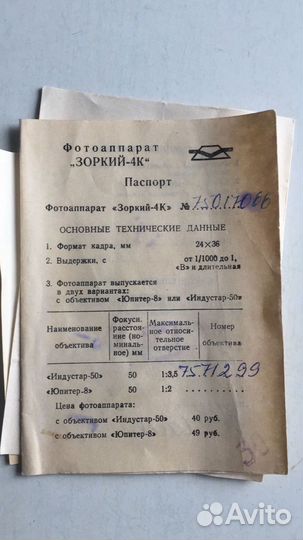 Фотоаппарат
„ЗОРКИЙ-4К“
Паспорт
Фотоаппарат «Зоркий-4К» № 75017066
ОСНОВНЫЕ ТЕХНИЧЕСКИЕ ДАННЫЕ
1. Формат кадра, мм 24×36
2. Выдержки, с от 1/1000 до 1,
«В» и длительная
3. Фотоаппарат выпускается
в двух вариантах:
с объективом «Юпитер-8» или «Индустар-50»
Наименование объектива
Фокусн. расстояние (номинальное) мм
Максимальное относительное отверстие
Номер объектива
«Индустар-50» 50 1:3,5 7571299
«Юпитер-8» 50 1:2
Цена фотоаппарата:
с объективом «Индустар-50» 40 руб.
с объективом «Юпитер-8» 49 руб.
Avito